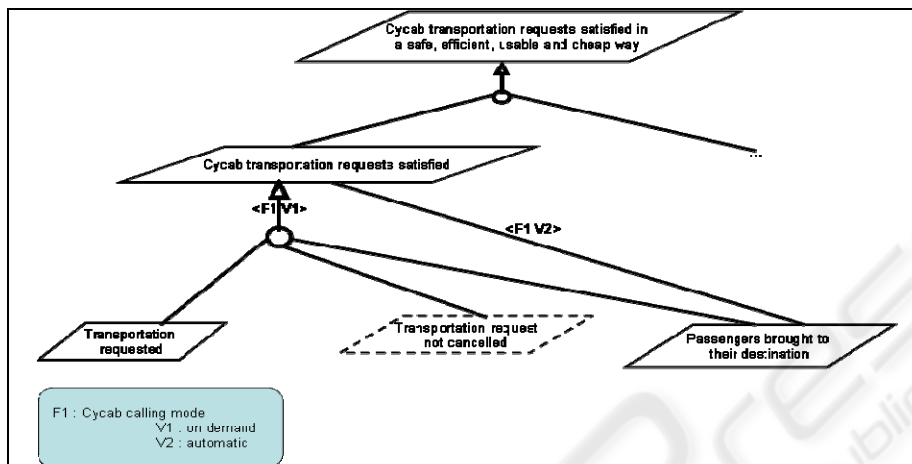 Cycab transportation requests satisfied in
a safe, efficient, usable and cheap way
...
Cycab transportation requests satisfied
<F1 V1>
<F1 V2>
Transportation
requested
Transportation request
not cancelled
Passengers brought to
their destination
F1 : Cycab calling mode
V1 : on demand
V2 : automatic